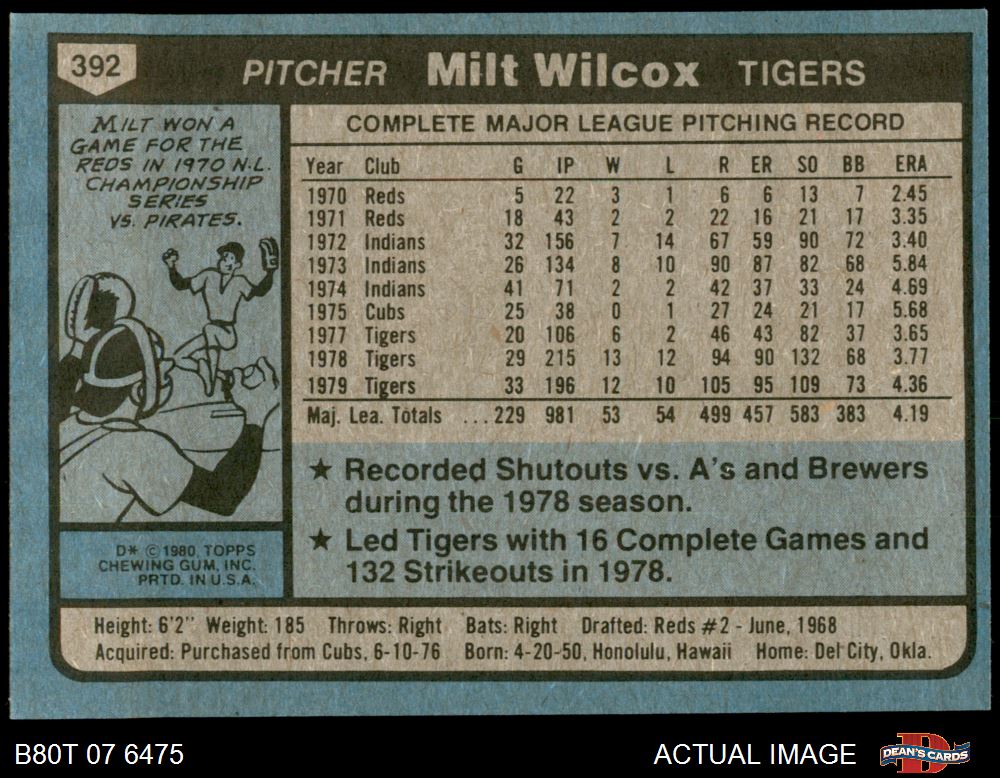 392
PITCHER Milt Wilcox TIGERS
MILT WON A
GAME FOR THE
REDS IN 1970 N.L.
CHAMPIONSHIP
SERIES
VS. PIRATES.
D* © 1980 TOPPS
CHEWING GUM, INC.
PRTD. IN U.S.A.
COMPLETE MAJOR LEAGUE PITCHING RECORD
Year Club G IP W L R ER SO BB ERA
1970 Reds 5 22 3 1 6 6 13 7 2.45
1971 Reds 18 43 2 2 22 16 21 17 3.35
1972 Indians 32 156 7 14 67 59 90 72 3.40
1973 Indians 26 134 8 10 90 87 82 68 5.84
1974 Indians 41 71 2 2 42 37 33 24 4.69
1975 Cubs 25 38 0 1 27 24 21 17 5.68
1977 Tigers 20 106 6 2 46 43 82 37 3.65
1978 Tigers 29 215 13 12 94 90 132 68 3.77
1979 Tigers 33 196 12 10 105 95 109 73 4.36
Maj. Lea. Totals ...229 981 53 54 499 457 583 383 4.19
★ Recorded Shutouts vs. A's and Brewers
during the 1978 season.
★ Led Tigers with 16 Complete Games and
132 Strikeouts in 1978.
Height: 6'2" Weight: 185 Throws: Right Bats: Right Drafted: Reds #2 - June, 1968
Acquired: Purchased from Cubs, 6-10-76 Born: 4-20-50, Honolulu, Hawaii Home: Del City, Okla.
B80T 07 6475
ACTUAL IMAGE
DEAN'S CARDS